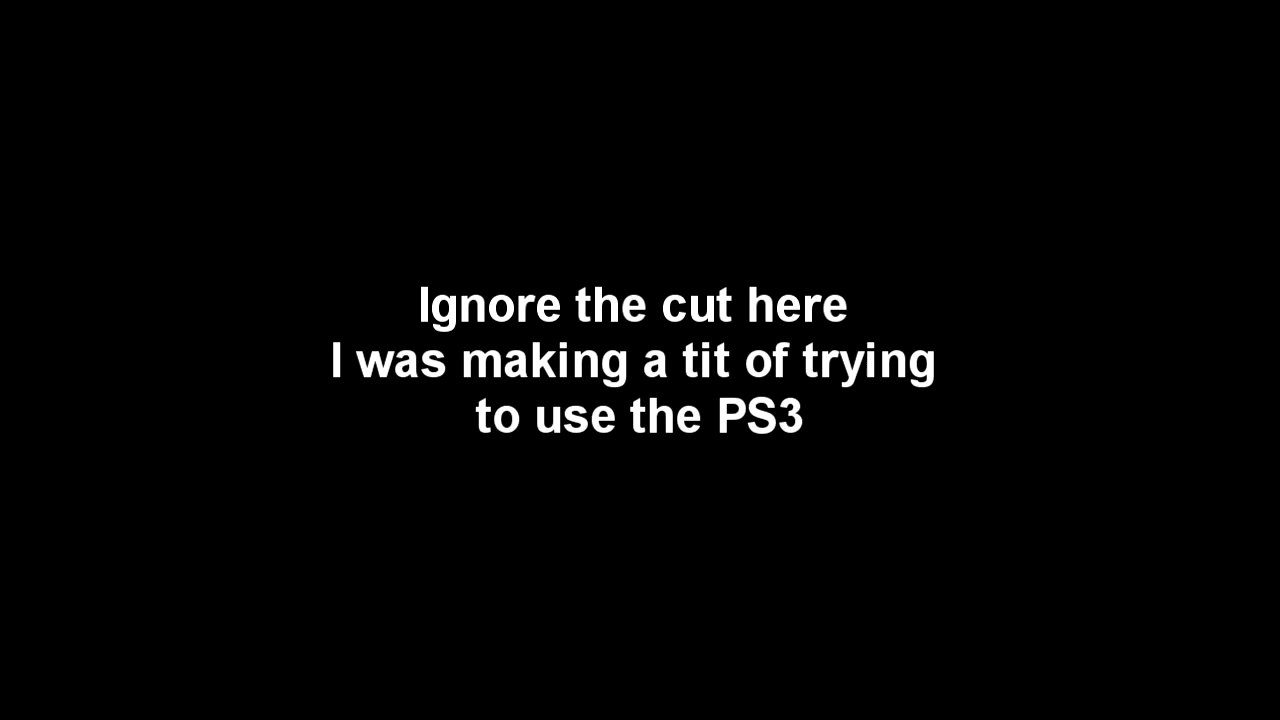 Ignore the cut here
I was making a tit of trying
to use the PS3